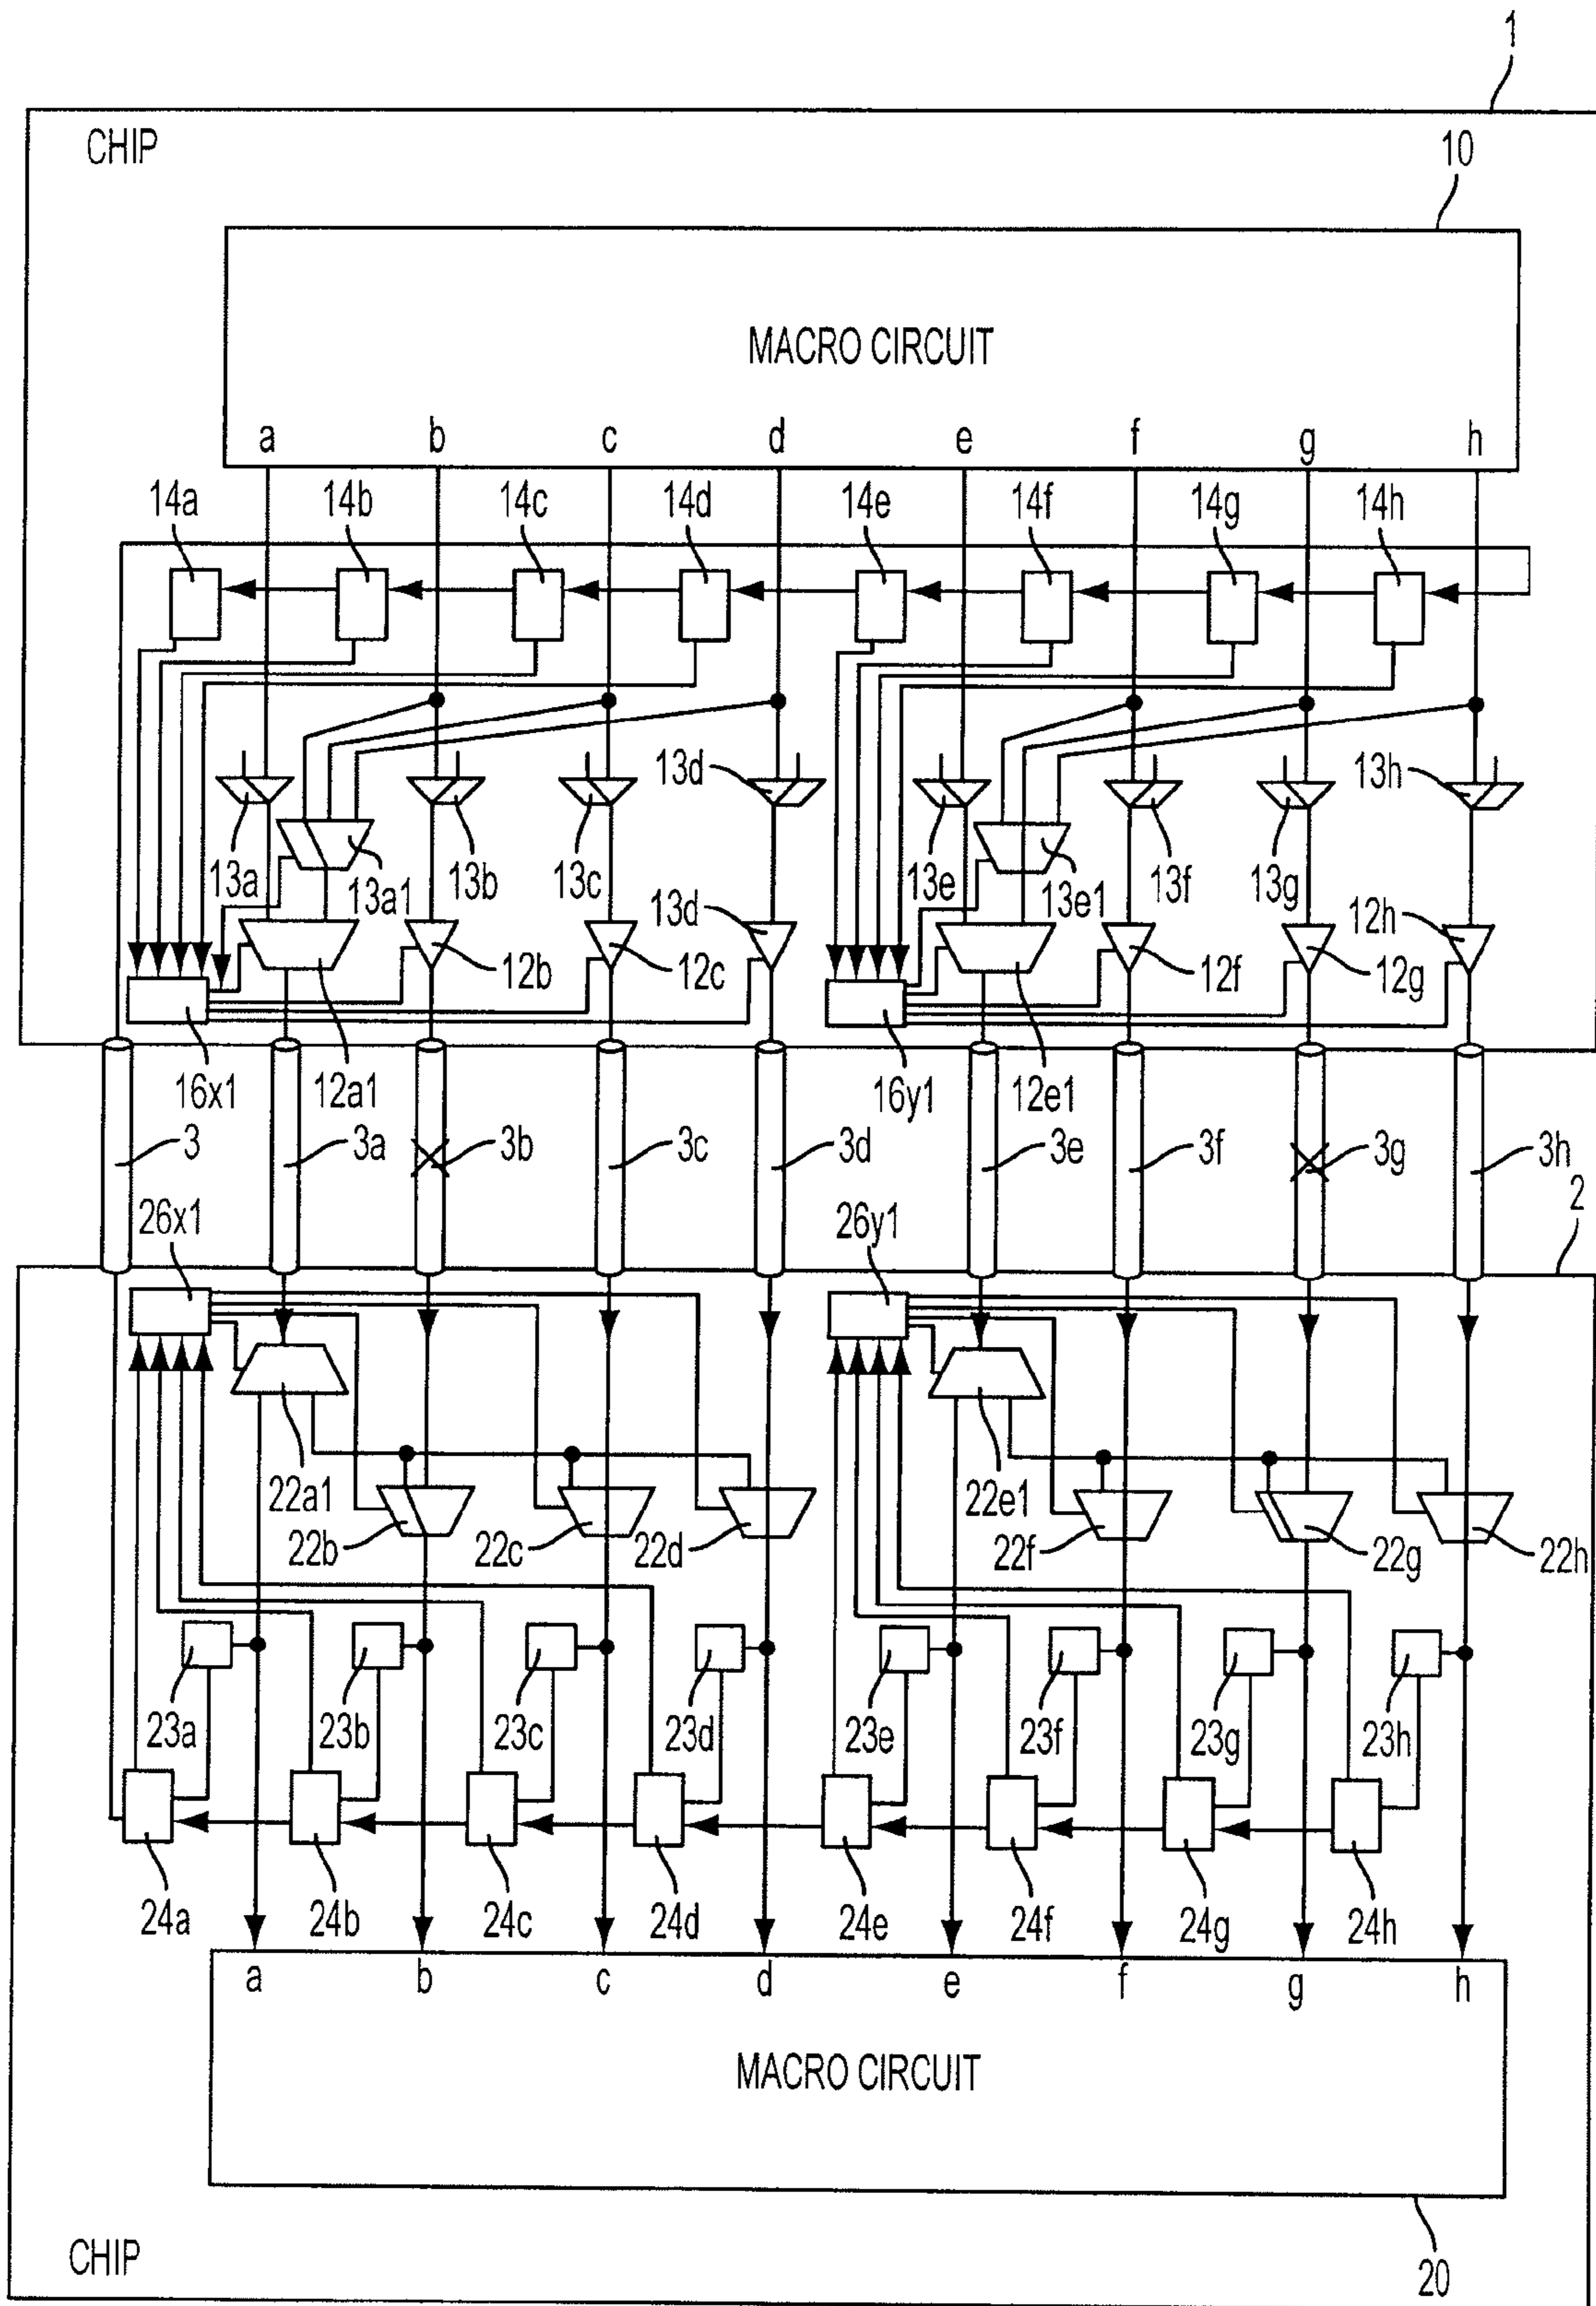 1
CHIP
10
MACRO CIRCUIT
a b c d e f g h
14a 14b 14c 14d 14e 14f 14g 14h
13d 13h
13a 13a1 13b 13c 13e 13e1 13f 13g
13d 12h
12b 12c 12f 12g
16x1 12a1 16y1 12e1
3 3a 3b 3c 3d 3e 3f 3g 3h
2
26x1 26y1
22a1 22e1
22b 22c 22d 22f 22g 22h
23a 23b 23c 23d 23e 23f 23g 23h
24a 24b 24c 24d 24e 24f 24g 24h
a b c d e f g h
MACRO CIRCUIT
CHIP
20